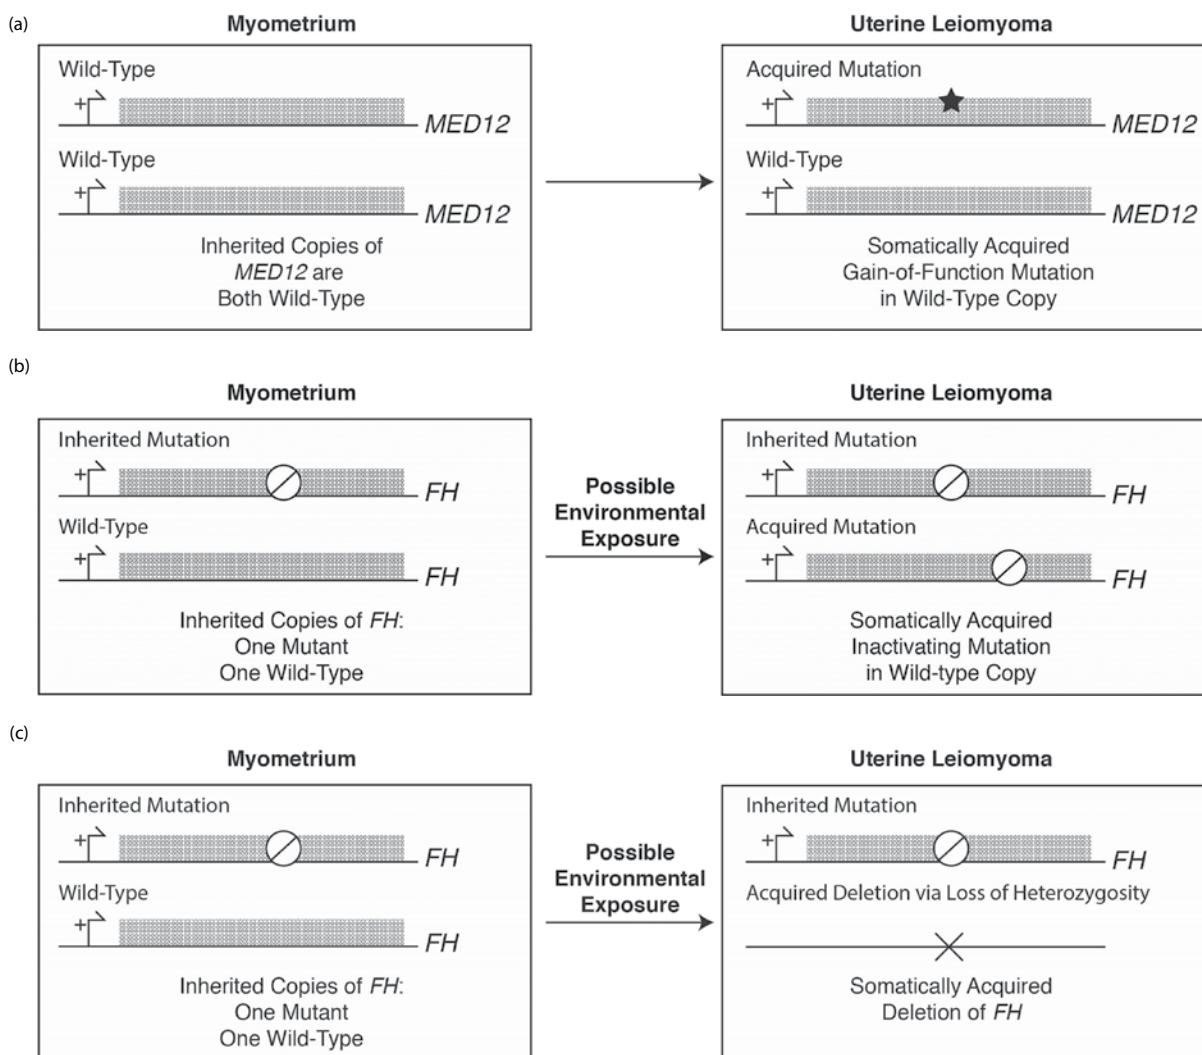 (a)
Myometrium
Uterine Leiomyoma
Wild-Type
+
MED12
Wild-Type
+
MED12
Inherited Copies of
MED12 are
Both Wild-Type
Acquired Mutation
+
MED12
Wild-Type
+
MED12
Somatically Acquired
Gain-of-Function Mutation
in Wild-Type Copy
(b)
Myometrium
Uterine Leiomyoma
Inherited Mutation
+
FH
Wild-Type
+
FH
Inherited Copies of FH:
One Mutant
One Wild-Type
Possible
Environmental
Exposure
Inherited Mutation
+
FH
Acquired Mutation
+
FH
Somatically Acquired
Inactivating Mutation
in Wild-type Copy
(c)
Myometrium
Uterine Leiomyoma
Inherited Mutation
+
FH
Wild-Type
+
FH
Inherited Copies of FH:
One Mutant
One Wild-Type
Possible
Environmental
Exposure
Inherited Mutation
+
FH
Acquired Deletion via Loss of Heterozygosity
Somatically Acquired
Deletion of FH